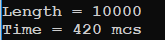 Length = 10000
Time = 420 mcs